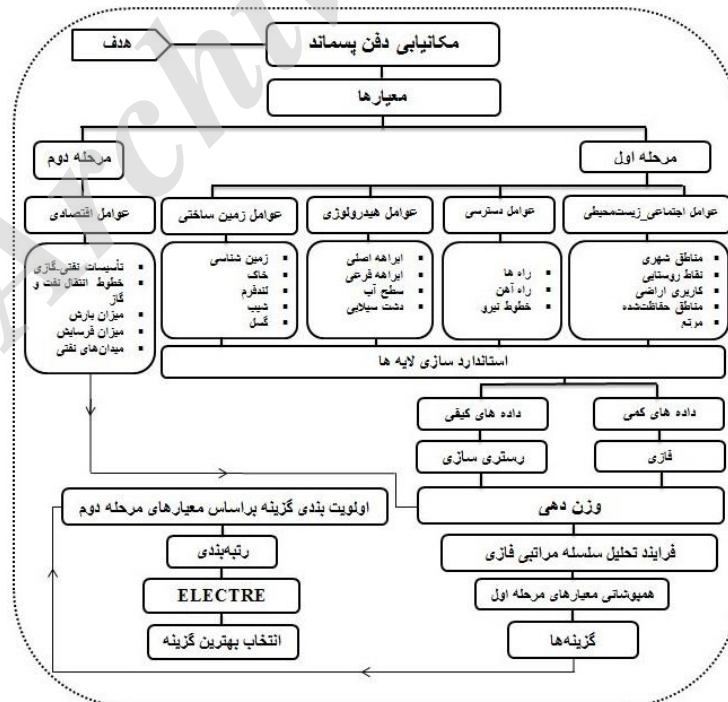 مکانیابی دفن پسماند
هدف
معیارها
مرحله اول
مرحله دوم
عوامل اجتماعی_زیست‌محیطی
عوامل دسترسی
عوامل هیدرولوژی
عوامل زمین ساختی
عوامل اقتصادی
▪ مناطق شهری
▪ نقاط روستایی
▪ کاربری اراضی
▪ مناطق حفاظت‌شده
▪ مرتع
▪ راه ها
▪ راه آهن
▪ خطوط نیرو
▪ ابراهه اصلی
▪ ابراهه فرعی
▪ سطح آب
▪ دشت سیلابی
▪ زمین شناسی
▪ خاک
▪ لندفرم
▪ شیب
▪ گسل
▪ تأسیسات نفتی-گازی
▪ خطوط انتقال نفت و
گاز
▪ میزان بارش
▪ میزان فرسایش
▪ میدان‌های نفتی
استاندارد سازی لایه ها
داده های کمی
داده های کیفی
فازی
رستری سازی
وزن دهی
اولویت بندی گزینه براساس معیارهای مرحله دوم
فرایند تحلیل سلسله مراتبی فازی
رتبه‌بندی
همپوشانی معیارهای مرحله اول
ELECTRE
گزینه‌ها
انتخاب بهترین گزینه
Archiv